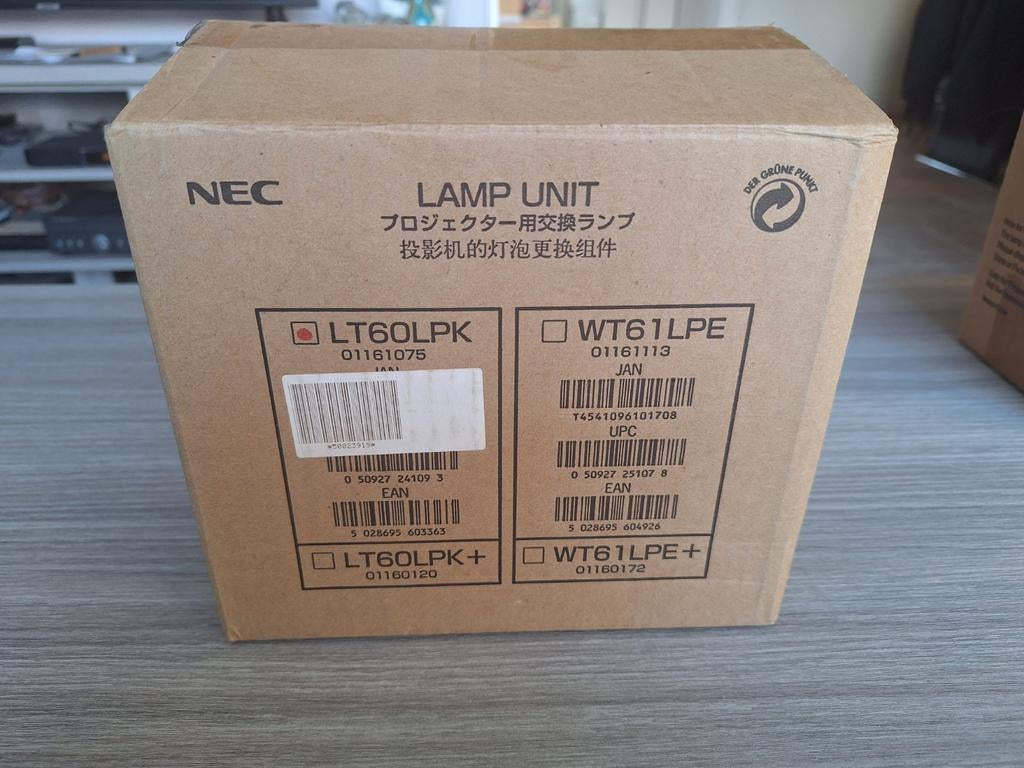 NEC
LAMP UNIT
プロジェクター用交換ランプ
投影机的灯泡更换组件
DER GRÜNE PUNKT
LT60LPK
01161075
*50023919*
0 50927 24109 3
EAN
5 028695 603363
LT60LPK+
01160120
WT61LPE
01161113
JAN
T4541096101708
UPC
0 50927 25107 8
EAN
5 028695 604926
WT61LPE+
01160172